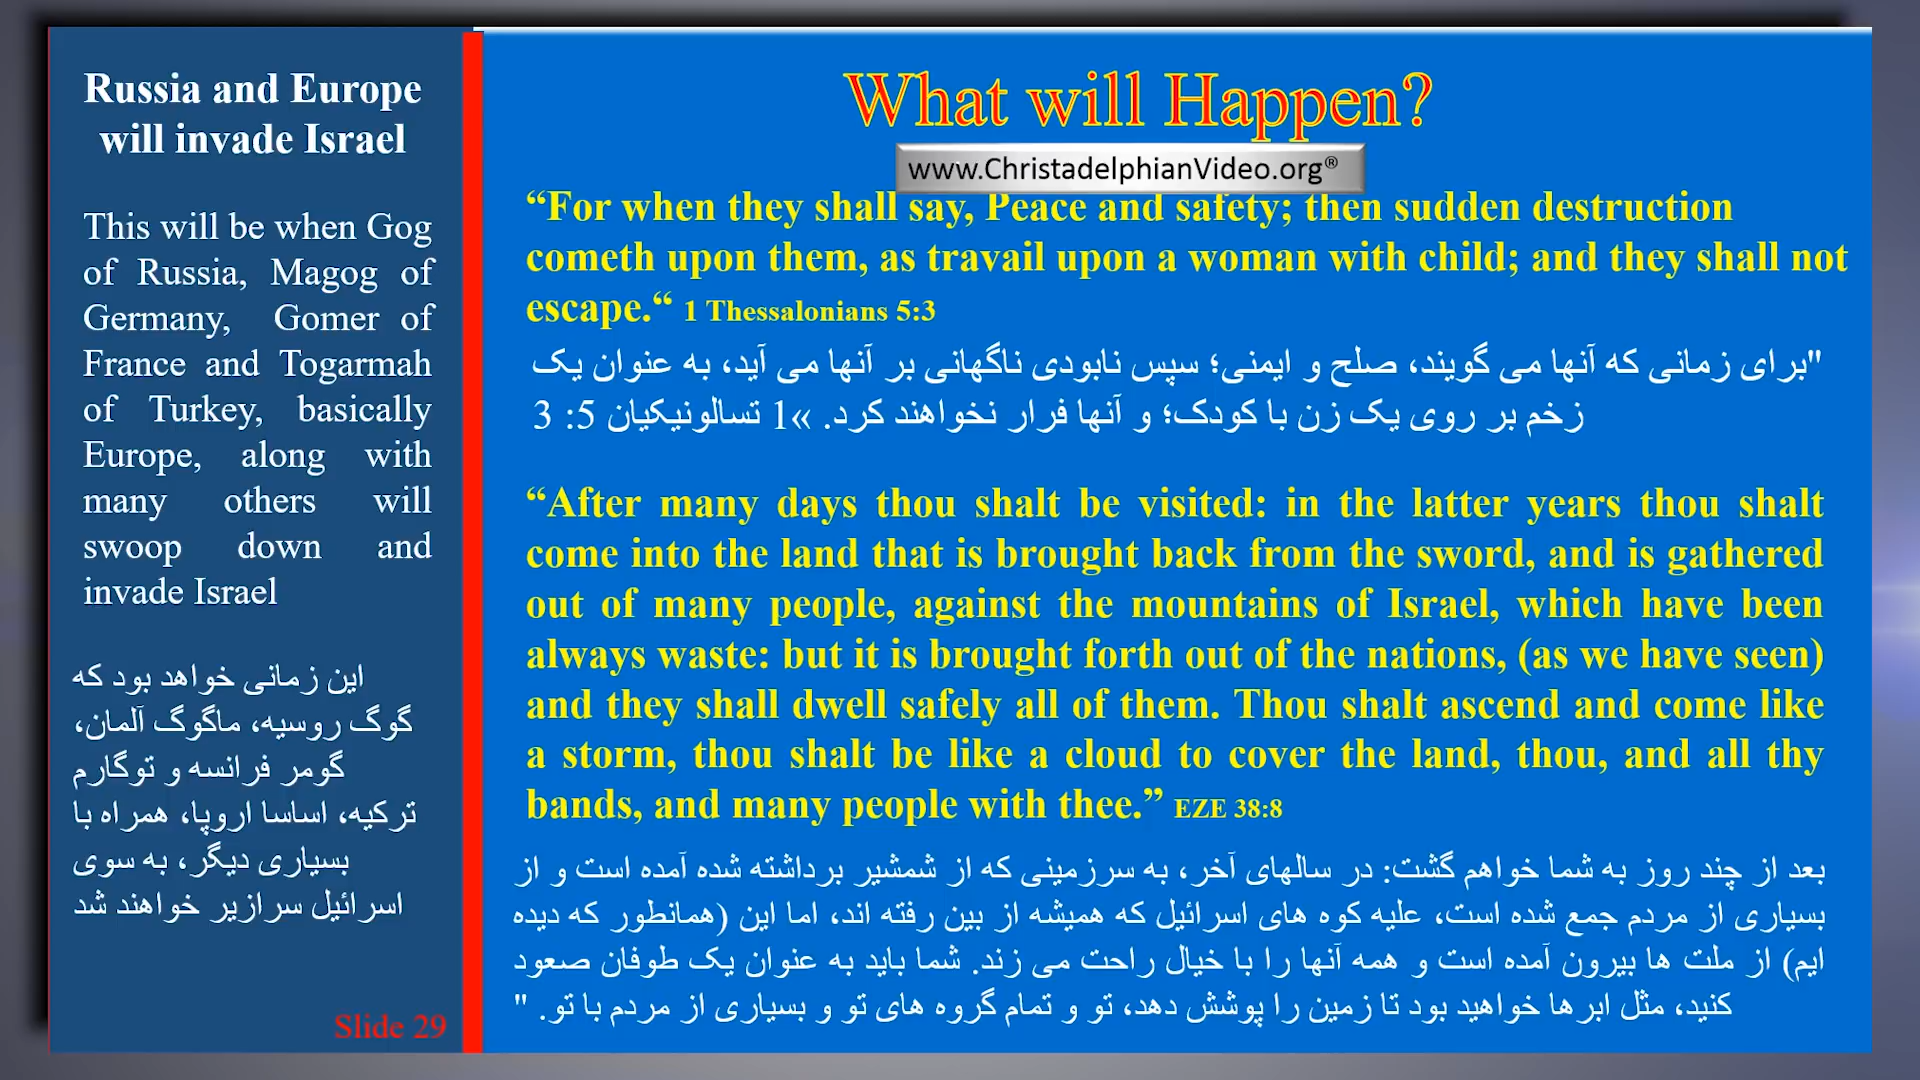 Russia and Europe
will invade Israel
This will be when Gog
of Russia, Magog of
Germany, Gomer of
France and Togarmah
of Turkey, basically
Europe, along with
many others will
swoop down and
invade Israel
این زمانی خواهد بود که
گوگ روسیه، ماگوگ آلمان،
گومر فرانسه و توگارم
ترکیه، اساسا اروپا، همراه با
بسیاری دیگر، به سوی
اسرائیل سرازیر خواهند شد
Slide 29
What will Happen?
www.ChristadelphianVideo.org®
“For when they shall say, Peace and safety; then sudden destruction
cometh upon them, as travail upon a woman with child; and they shall not
escape.“ 1 Thessalonians 5:3
"برای زمانی که آنها می گویند، صلح و ایمنی؛ سپس نابودی ناگهانی بر آنها می آید، به عنوان یک
زخم بر روی یک زن با کودک؛ و آنها فرار نخواهند کرد. »1 تسالونیکیان 5: 3
“After many days thou shalt be visited: in the latter years thou shalt
come into the land that is brought back from the sword, and is gathered
out of many people, against the mountains of Israel, which have been
always waste: but it is brought forth out of the nations, (as we have seen)
and they shall dwell safely all of them. Thou shalt ascend and come like
a storm, thou shalt be like a cloud to cover the land, thou, and all thy
bands, and many people with thee.” EZE 38:8
بعد از چند روز به شما خواهم گشت: در سالهای آخر، به سرزمینی که از شمشیر برداشته شده آمده است و از
بسیاری از مردم جمع شده است، علیه کوه های اسرائیل که همیشه از بین رفته اند، اما این (همانطور که دیده
ایم) از ملت ها بیرون آمده است و همه آنها را با خیال راحت می زند. شما باید به عنوان یک طوفان صعود
کنید، مثل ابرها خواهید بود تا زمین را پوشش دهد، تو و تمام گروه های تو و بسیاری از مردم با تو. "